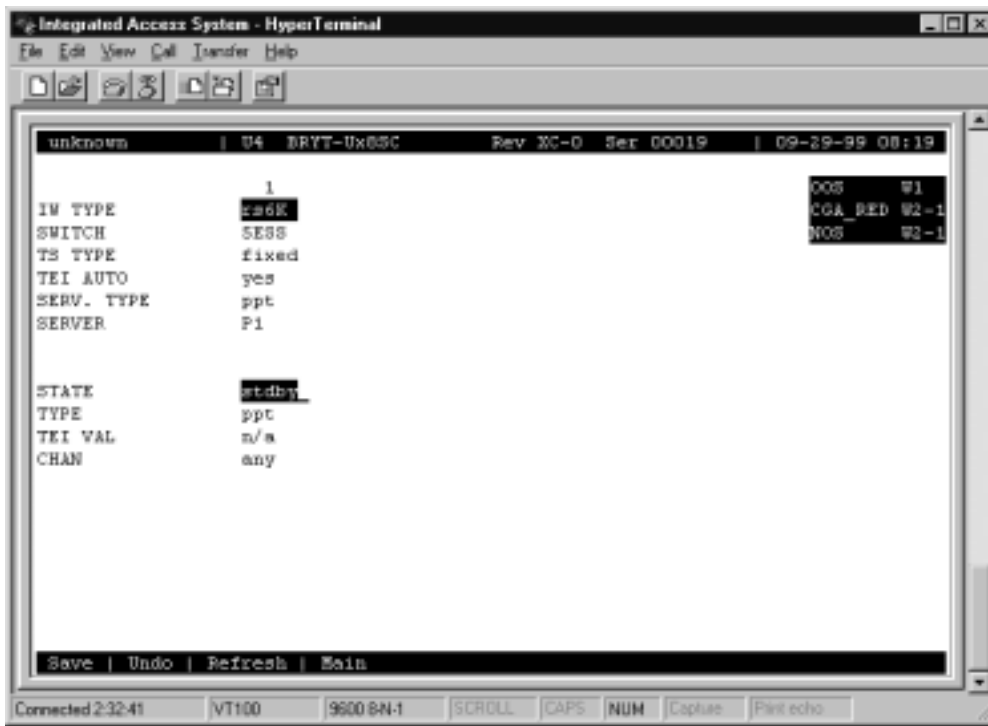 Integrated Access System - HyperTerminal
File Edit View Call Transfer Help
unknown | U4 BRYT-Ux8SC Rev XC-0 Ser 00019 | 09-29-99 08:19
1
OOS W1
IW TYPE rs6K CGA_RED W2-1
SWITCH 5ESS NOS W2-1
TS TYPE fixed
TEI AUTO yes
SERV. TYPE ppt
SERVER P1
STATE stdby
TYPE ppt
TEI VAL n/a
CHAN any
Save | Undo | Refresh | Main
Connected 2:32:41 VT100 9600 8-N-1 SCROLL CAPS NUM Capture Print echo